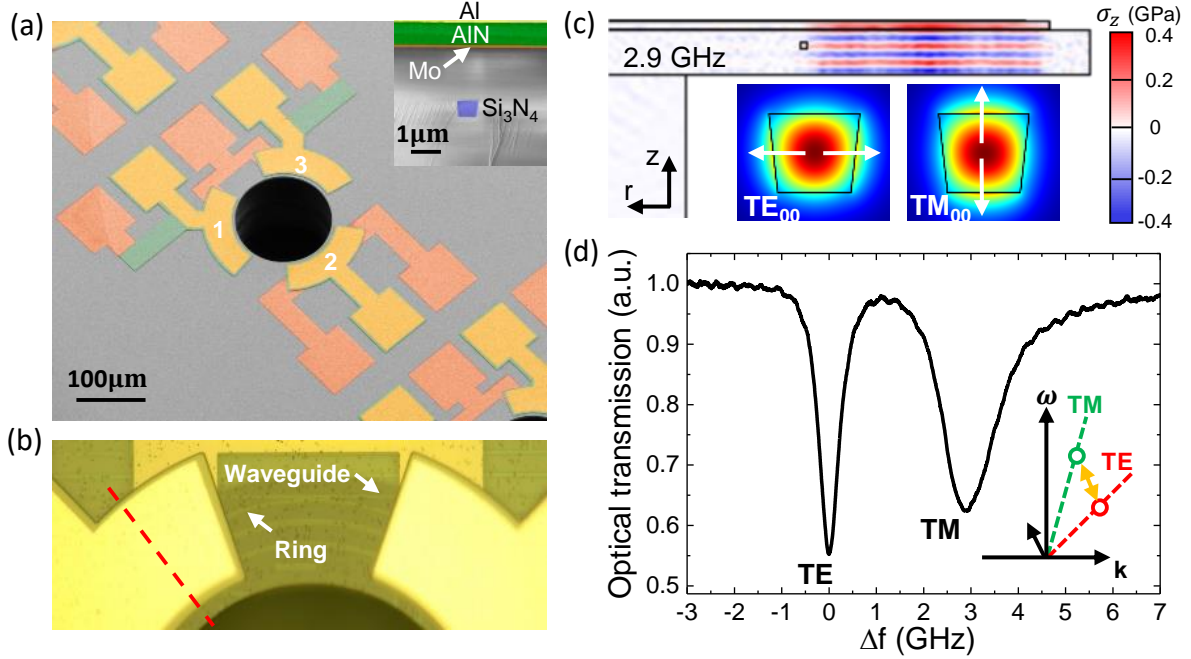 (a)
Al
AlN
Mo
Si3N4
1μm
3
1
2
100μm
(b)
Waveguide
Ring
(c)
σz (GPa)
2.9 GHz
0.4
0.2
0
-0.2
-0.4
z
r
TE00
TM00
(d)
Optical transmission (a.u.)
1.0
0.9
0.8
0.7
0.6
0.5
TE
TM
ω
TM
TE
k
-3 -2 -1 0 1 2 3 4 5 6 7
Δf (GHz)